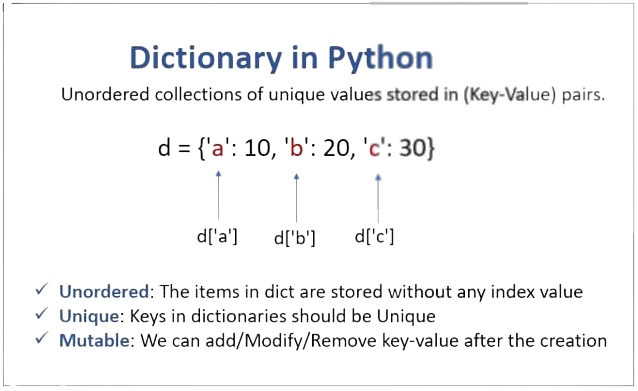 Dictionary in Python
Unordered collections of unique values stored in (Key-Value) pairs.
d = {'a': 10, 'b': 20, 'c': 30}
d['a'] d['b'] d['c']
✓ Unordered: The items in dict are stored without any index value
✓ Unique: Keys in dictionaries should be Unique
✓ Mutable: We can add/Modify/Remove key-value after the creation